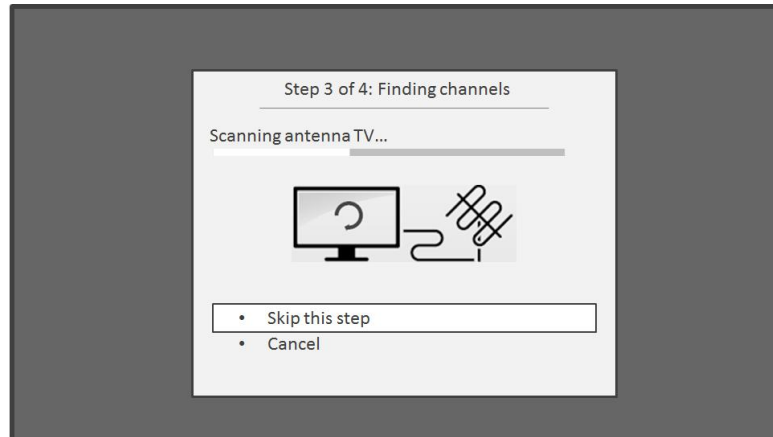 Step 3 of 4: Finding channels
Scanning antenna TV...
• Skip this step
• Cancel